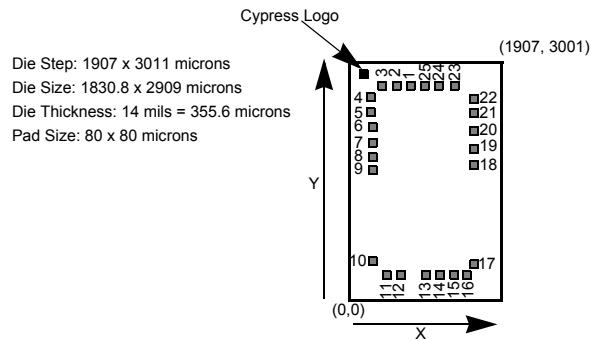 Cypress Logo
(1907, 3001)
Die Step: 1907 x 3011 microns
Die Size: 1830.8 x 2909 microns
Die Thickness: 14 mils = 355.6 microns
Pad Size: 80 x 80 microns
3 2 1 25 24 23
4
5
6
7
8
9
10
22
21
20
19
18
17
11 12 13 14 15 16
Y
(0,0)
X